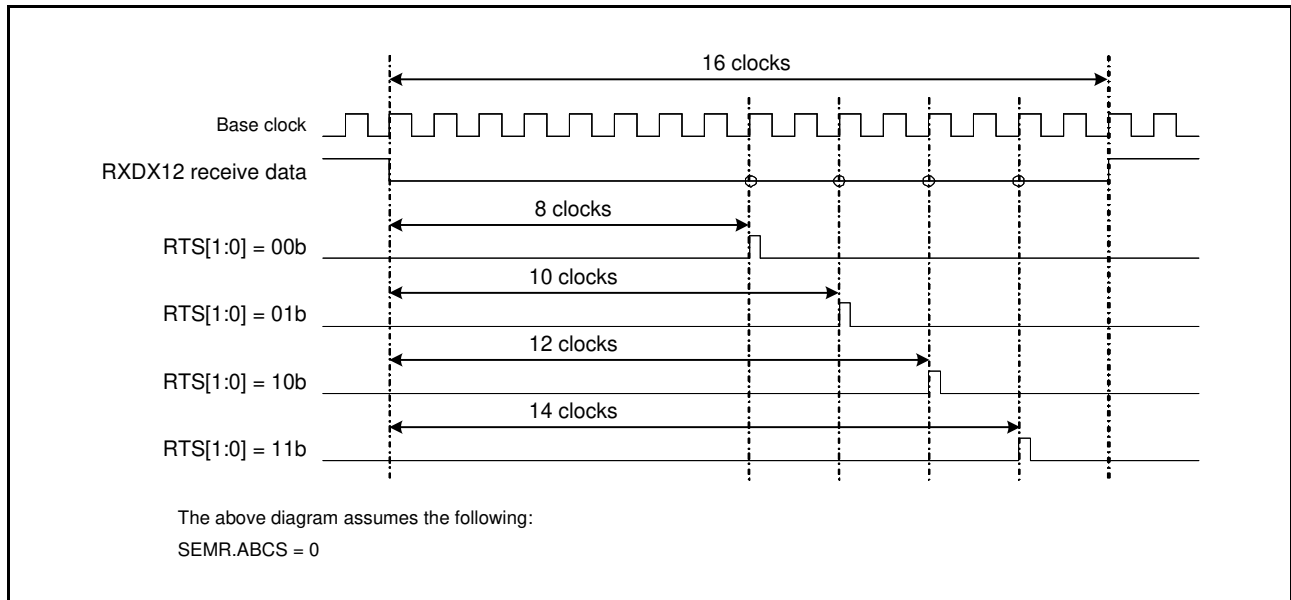 16 clocks
Base clock
RXDX12 receive data
8 clocks
RTS[1:0] = 00b
10 clocks
RTS[1:0] = 01b
12 clocks
RTS[1:0] = 10b
14 clocks
RTS[1:0] = 11b
The above diagram assumes the following:
SEMR.ABCS = 0